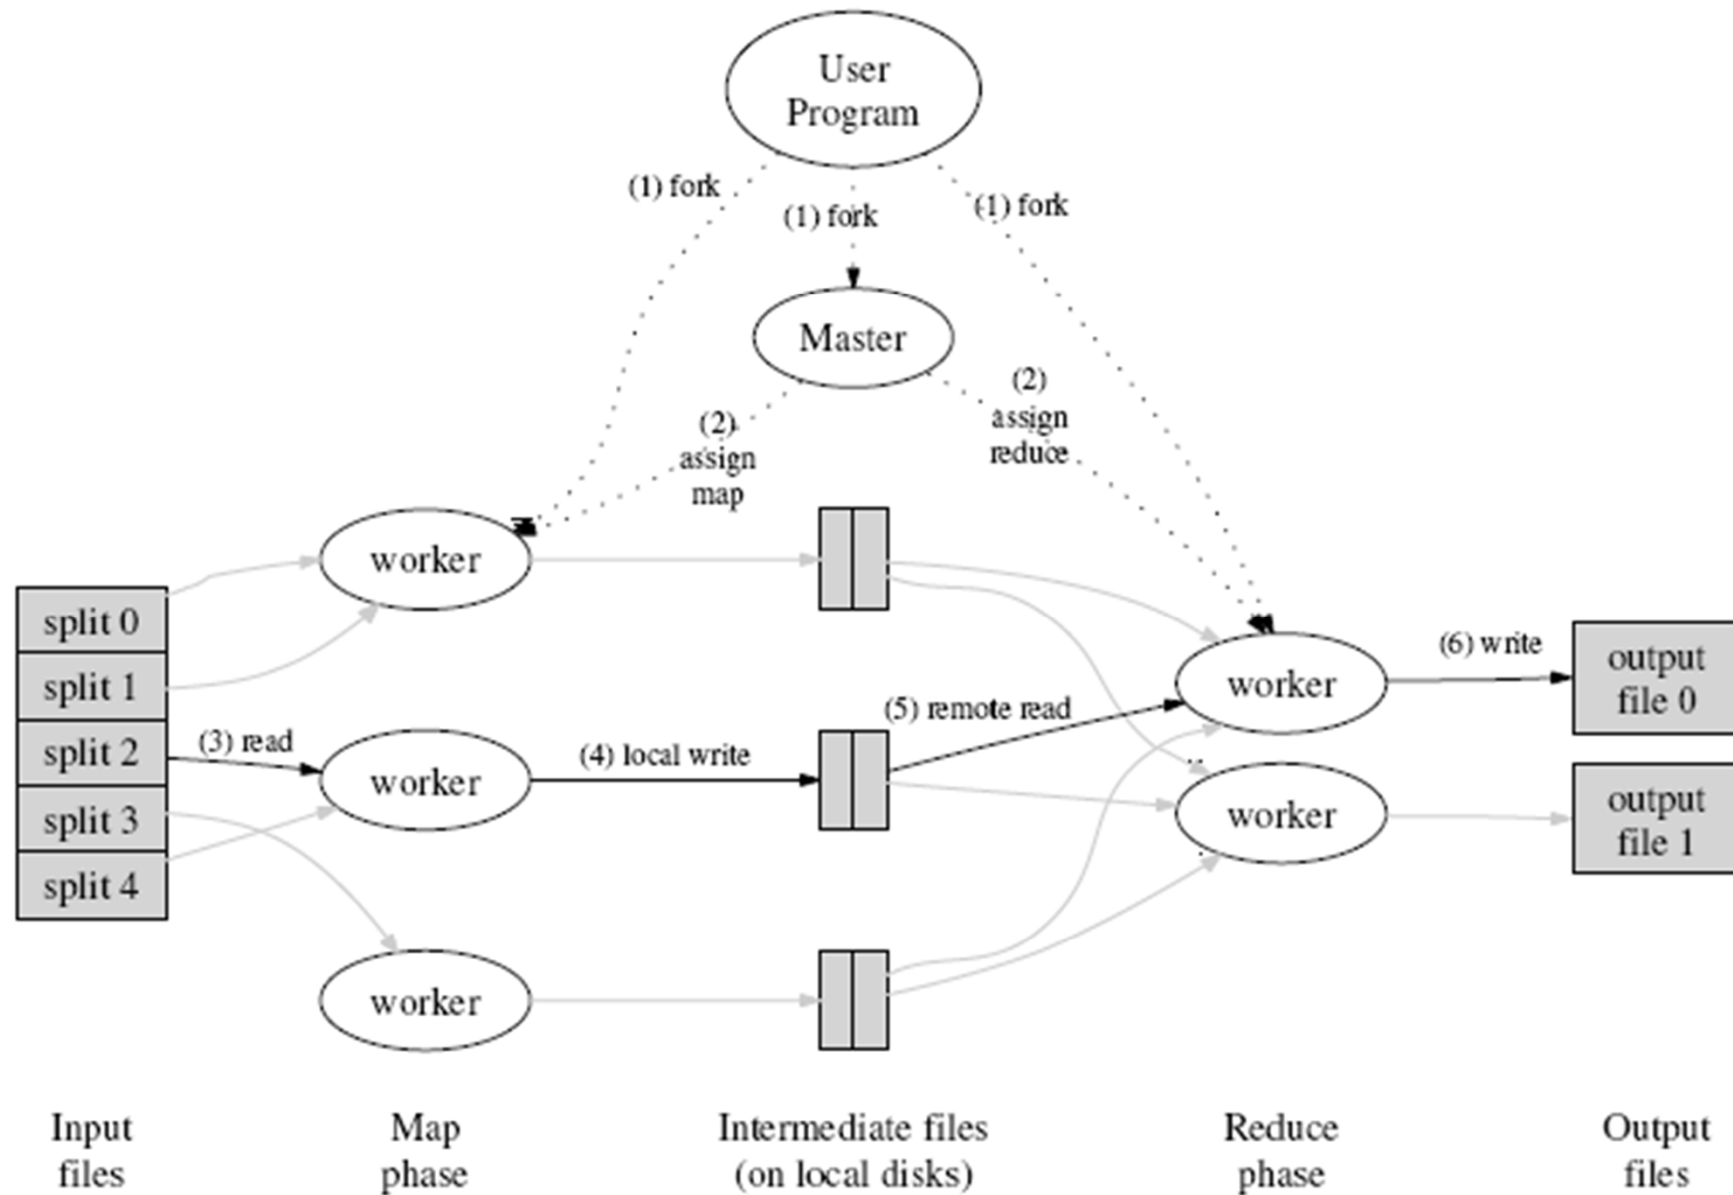 User
Program
(1) fork
(1) fork
(1) fork
Master
(2)
assign
map
(2)
assign
reduce
worker
split 0
split 1
split 2
split 3
split 4
(3) read
worker
(4) local write
(5) remote read
worker
(6) write
output
file 0
worker
output
file 1
worker
Input
files
Map
phase
Intermediate files
(on local disks)
Reduce
phase
Output
files